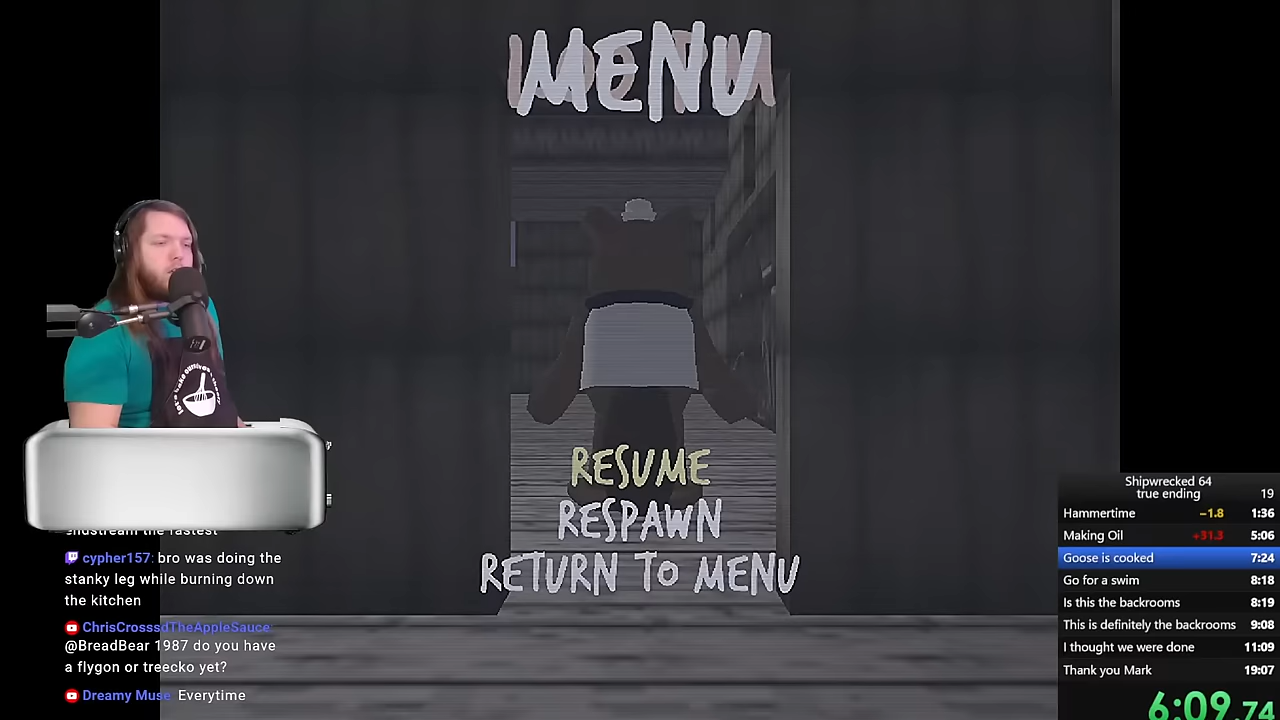 MENU
RESUME
RESPAWN
RETURN TO MENU
endstream the fastest
cypher157: bro was doing the
stanky leg while burning down
the kitchen
ChrisCrosssdTheAppleSauce:
@BreadBear 1987 do you have
a flygon or treecko yet?
Dreamy Muse: Everytime
Shipwrecked 64
true ending 19
Hammertime −1.8 1:36
Making Oil +31.3 5:06
Goose is cooked 7:24
Go for a swim 8:18
Is this the backrooms 8:19
This is definitely the backrooms 9:08
I thought we were done 11:09
Thank you Mark 19:07
6:09.74